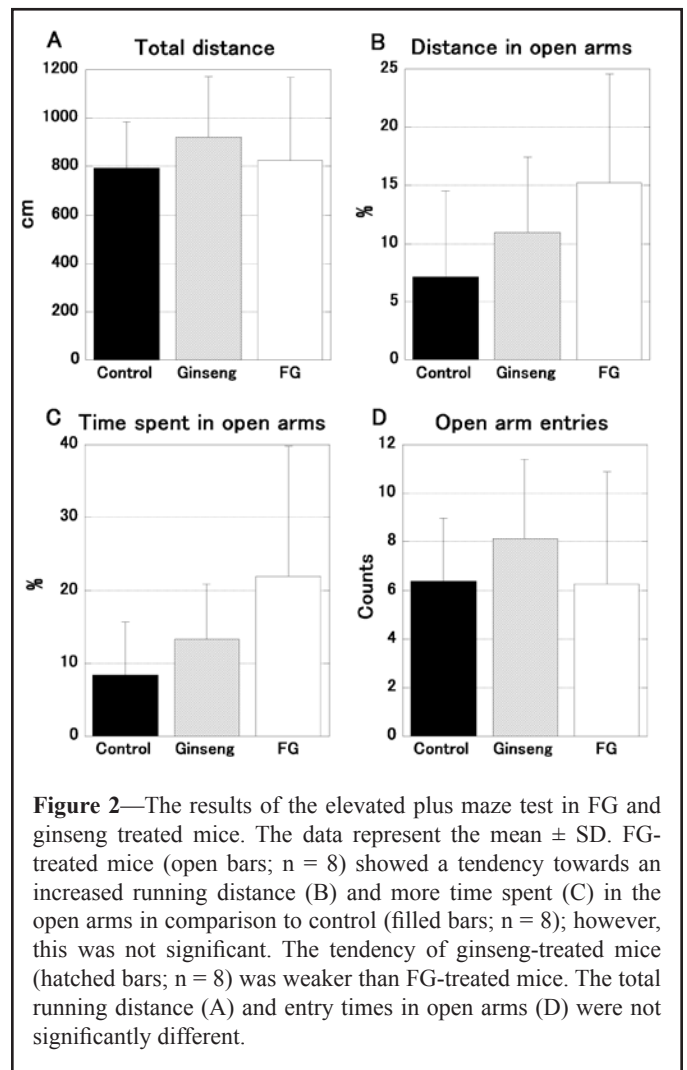 A Total distance
1200
1000
800
600
400
200
0
cm
Control Ginseng FG
B Distance in open arms
25
20
15
10
5
0
%
Control Ginseng FG
C Time spent in open arms
40
30
20
10
0
%
Control Ginseng FG
D Open arm entries
12
10
8
6
4
2
0
Counts
Control Ginseng FG
Figure 2—The results of the elevated plus maze test in FG and
ginseng treated mice. The data represent the mean ± SD. FG-
treated mice (open bars; n = 8) showed a tendency towards an
increased running distance (B) and more time spent (C) in the
open arms in comparison to control (filled bars; n = 8); however,
this was not significant. The tendency of ginseng-treated mice
(hatched bars; n = 8) was weaker than FG-treated mice. The total
running distance (A) and entry times in open arms (D) were not
significantly different.